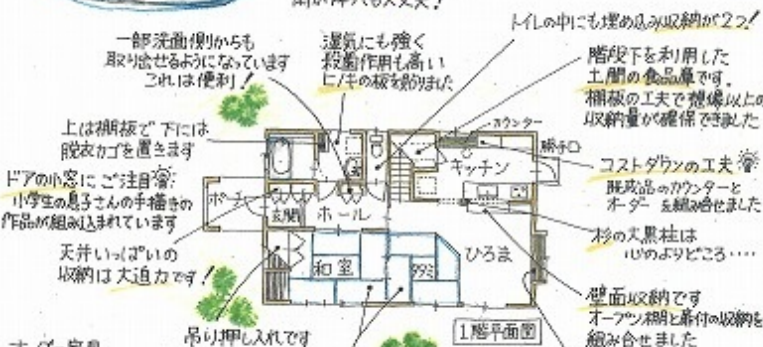 トイレの中にも埋め込み収納が2つ!
一部洗面側からも
取り出せるようになっています
これは便利!
湿気にも強く
殺菌作用も高い
ヒノキの板を貼りました
階段下を利用した
土間の食品庫です。
棚板の工夫で想像以上の
収納量が確保できました
上は棚板で下には
脱衣カゴを置きます
ドアの小窓にご注目
小学生の息子さんの手描きの
作品が組み込まれています
天井いっぱいの
収納は大迫力です!
吊り押し入れです
カウンター
キッチン
勝手口
ポーチ
玄関
ホール
和室
タタミ
ひろま
1階平面図
コストダウンの工夫
既成品のカウンターと
オーダーを組み合せました
杉の大黒柱は
心のよりどころ‥‥
壁面収納です
オープン棚と扉付の収納を
組み合せました